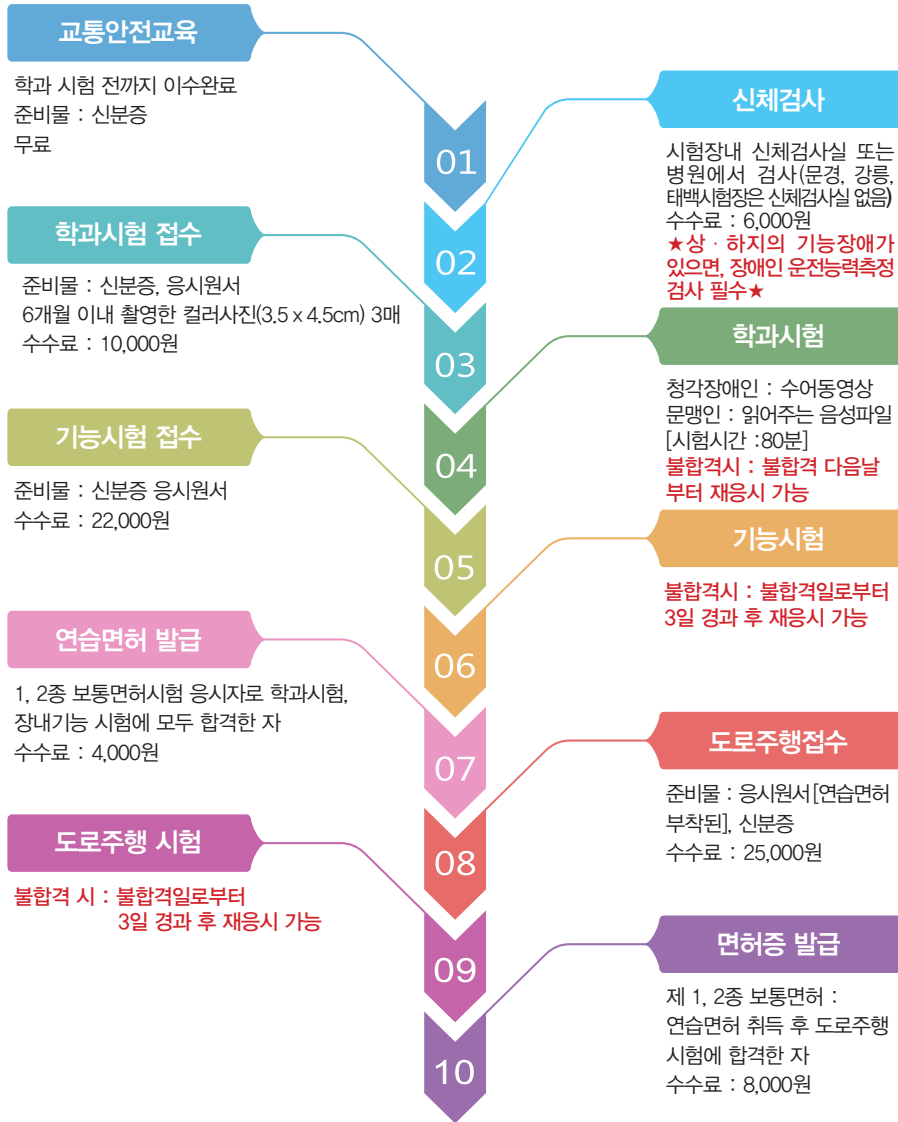 교통안전교육
학과 시험 전까지 이수완료
준비물 : 신분증
무료
01
신체검사
시험장내 신체검사실 또는
병원에서 검사(문경, 강릉,
태백시험장은 신체검사실 없음)
수수료 : 6,000원
★상 · 하지의 기능장애가
있으면, 장애인 운전능력측정
검사 필수★
02
학과시험 접수
준비물 : 신분증, 응시원서
6개월 이내 촬영한 컬러사진(3.5 x 4.5cm) 3매
수수료 : 10,000원
03
학과시험
청각장애인 : 수어동영상
문맹인 : 읽어주는 음성파일
[시험시간 :80분]
불합격시 : 불합격 다음날
부터 재응시 가능
04
기능시험 접수
준비물 : 신분증 응시원서
수수료 : 22,000원
05
기능시험
불합격시 : 불합격일로부터
3일 경과 후 재응시 가능
06
연습면허 발급
1, 2종 보통면허시험 응시자로 학과시험,
장내기능 시험에 모두 합격한 자
수수료 : 4,000원
07
도로주행접수
준비물 : 응시원서[연습면허
부착된], 신분증
수수료 : 25,000원
08
도로주행 시험
불합격 시 : 불합격일로부터
3일 경과 후 재응시 가능
09
면허증 발급
제 1, 2종 보통면허 :
연습면허 취득 후 도로주행
시험에 합격한 자
수수료 : 8,000원
10